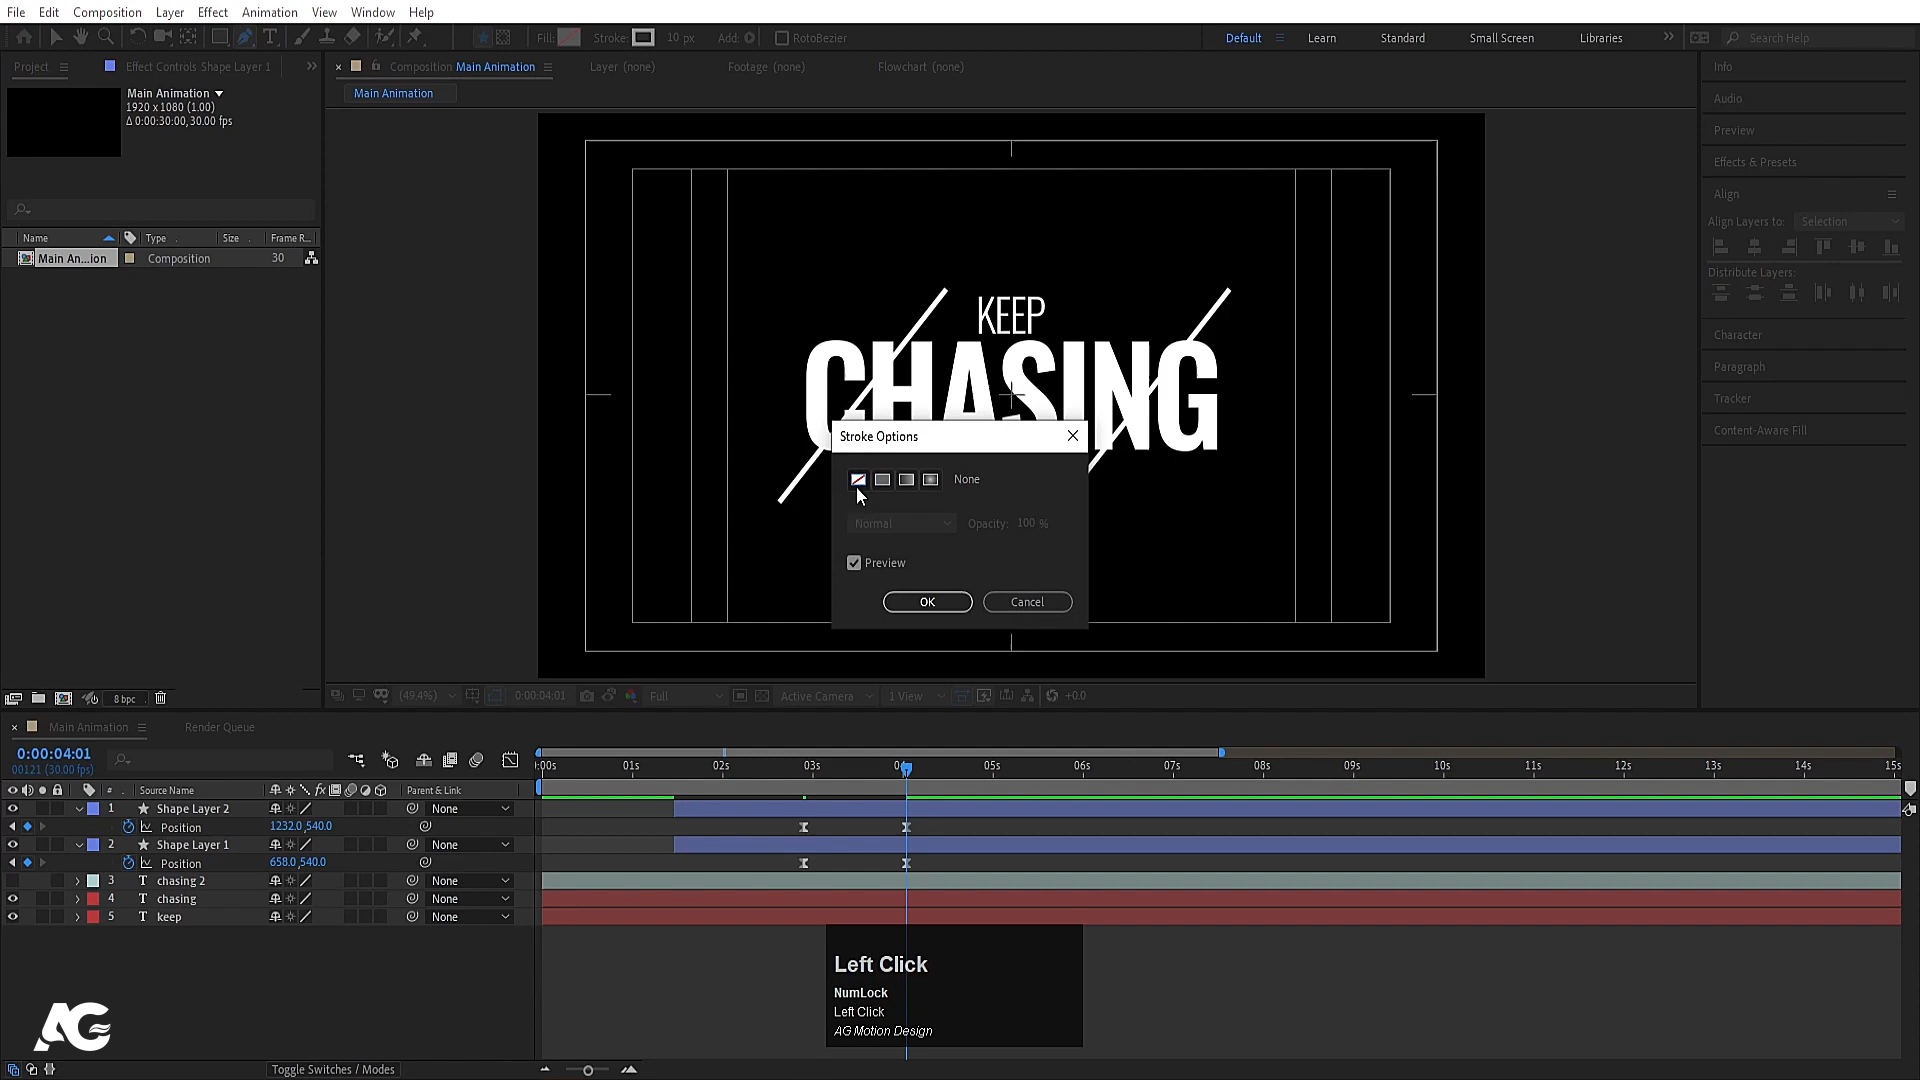 File Edit Composition Layer Effect Animation View Window Help
Fill: Stroke: 10 px Add: RotoBezier Default Learn Standard Small Screen Libraries Search Help
Project Effect Controls Shape Layer 1 Composition Main Animation Layer (none) Footage (none) Flowchart (none) Info
Main Animation
1920 x 1080 (1.00)
Δ 0:00:30:00, 30.00 fps
Main Animation
Audio
Preview
Effects & Presets
Align
Align Layers to: Selection
Distribute Layers:
Character
Paragraph
Tracker
Content-Aware Fill
Name Type Size Frame R...
Main An...ion Composition 30
KEEP
CHASING
Stroke Options
None
Normal Opacity: 100 %
Preview
OK Cancel
8 bpc
(49.4%) 0:00:04:01 Full Active Camera 1 View +0.0
Main Animation Render Queue
0:00:04:01
00121 (30.00 fps)
:00s 01s 02s 03s 04s 05s 06s 07s 08s 09s 10s 11s 12s 13s 14s 15s
# Source Name Parent & Link
1 Shape Layer 2 None
Position 1232.0,540.0
2 Shape Layer 1 None
Position 658.0,540.0
3 T chasing 2 None
4 T chasing None
5 T keep None
Left Click
NumLock
Left Click
AG Motion Design
AG
Toggle Switches / Modes